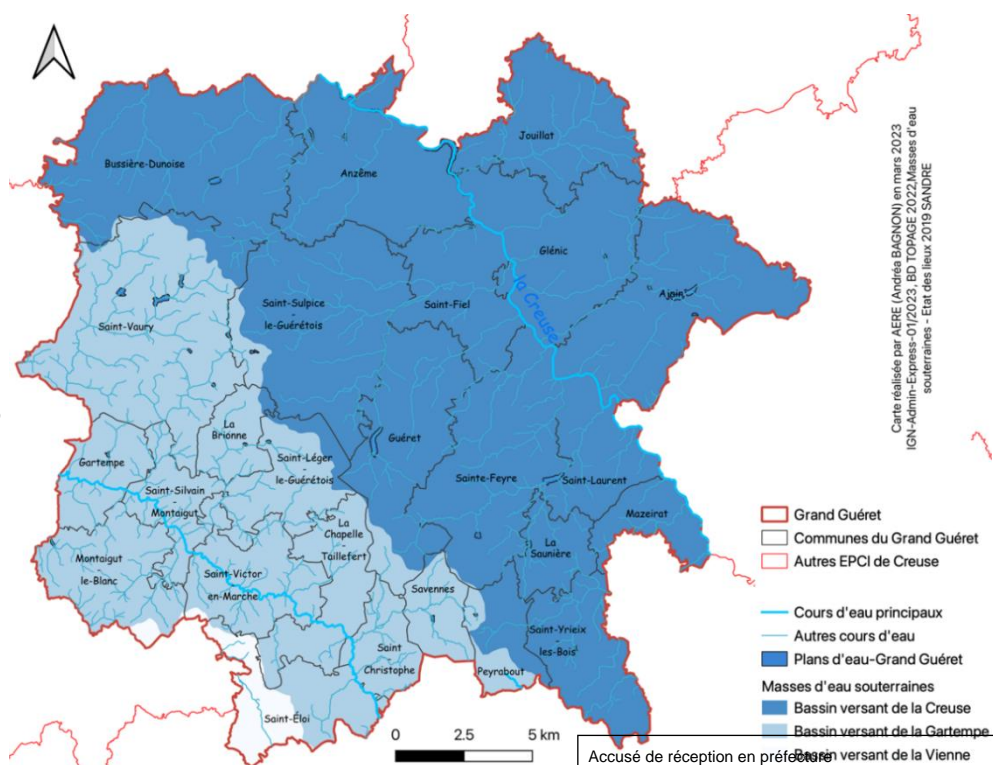 Jouillat
Bussière-Dunoise
Anzême
Glénic
la Creuse
Ajain
Saint-Sulpice
-
le-Guérétois
Saint-Fiel
Saint-Vaury
La
Brionne
Guéret
Gartempe
Saint-Léger
-
le-Guérétois
Sainte-Feyre
Saint-Laurent
Saint-Silvain
-
Montaigut
Mazeirat
La
Chapelle
-
Taillefert
La
Saunière
Montaigut
-
le-Blanc
Saint-Victor
-
en-Marche
Savennes
Saint-Yrieix
-
les-Bois
Saint
-
Christophe
Peyrabout
Saint-Éloi
0 2.5 5 km
Carte réalisée par AERE (Andréa BAGNON) en mars 2023
IGN-Admin-Express-01/2023, BD TOPAGE 2022,Masses d'eau
souterraines - Etat des lieux 2019 SANDRE
Grand Guéret
Communes du Grand Guéret
Autres EPCI de Creuse
Cours d'eau principaux
Autres cours d'eau
Plans d'eau-Grand Guéret
Masses d'eau souterraines
Bassin versant de la Creuse
Bassin versant de la Gartempe
Bassin versant de la Vienne
Accusé de réception en préfecture